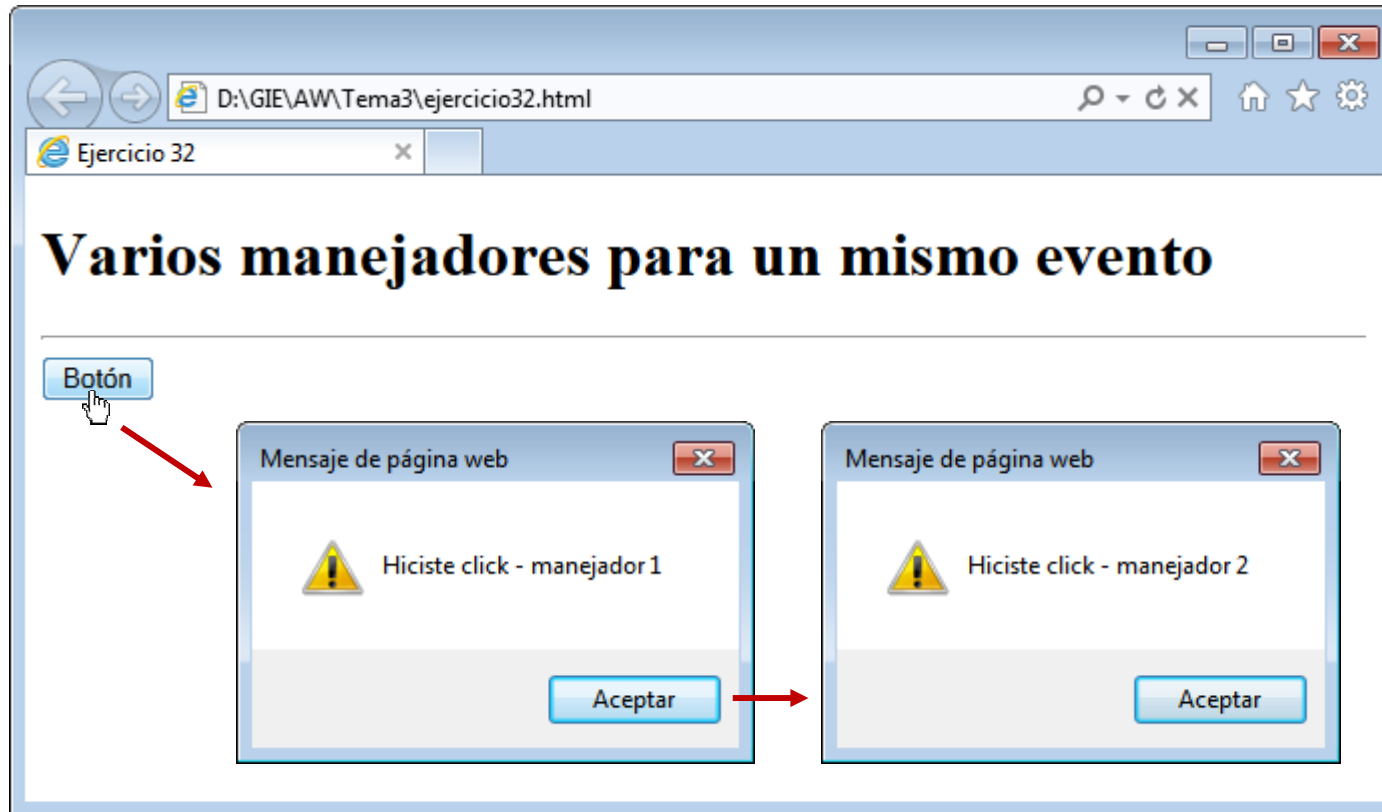 D:\GIE\AW\Tema3\ejercicio32.html
Ejercicio 32
Varios manejadores para un mismo evento
Botón
Mensaje de página web
Hiciste click - manejador 1
Aceptar
Mensaje de página web
Hiciste click - manejador 2
Aceptar